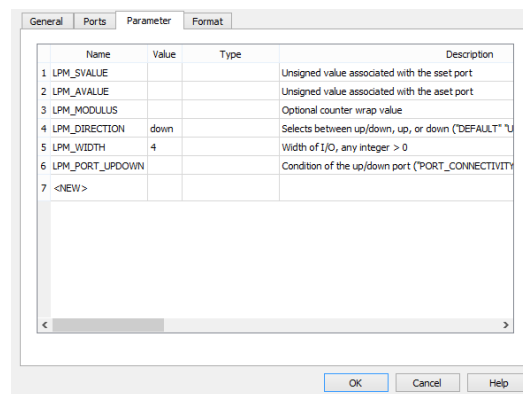 General Ports Parameter Format
Name Value Type Description
1 LPM_SVALUE Unsigned value associated with the sset port
2 LPM_AVALUE Unsigned value associated with the aset port
3 LPM_MODULUS Optional counter wrap value
4 LPM_DIRECTION down Selects between up/down, up, or down ("DEFAULT" "U
5 LPM_WIDTH 4 Width of I/O, any integer > 0
6 LPM_PORT_UPDOWN Condition of the up/down port ("PORT_CONNECTIVITY
7 <NEW>
OK Cancel Help